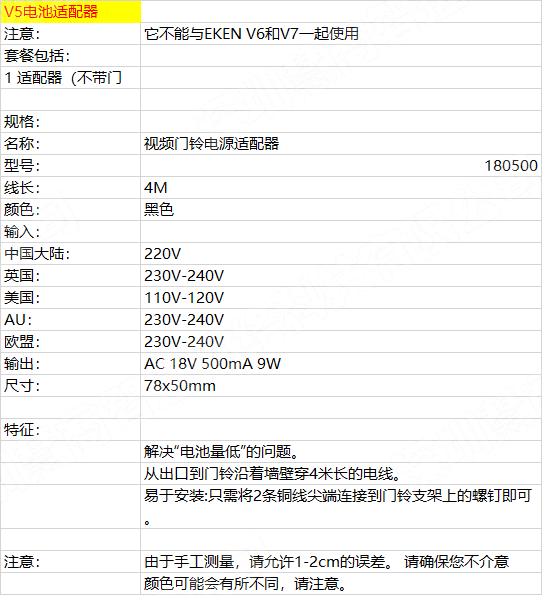 V5电池适配器
注意: 它不能与EKEN V6和V7一起使用
套餐包括:
1 适配器（不带门
规格:
名称: 视频门铃电源适配器
型号: 180500
线长: 4M
颜色: 黑色
输入:
中国大陆: 220V
英国: 230V-240V
美国: 110V-120V
AU: 230V-240V
欧盟: 230V-240V
输出: AC 18V 500mA 9W
尺寸: 78x50mm
特征:
解决“电池量低”的问题。
从出口到门铃沿着墙壁穿4米长的电线。
易于安装:只需将2条铜线尖端连接到门铃支架上的螺钉即可
。
注意: 由于手工测量，请允许1-2cm的误差。 请确保您不介意
颜色可能会有所不同，请注意。